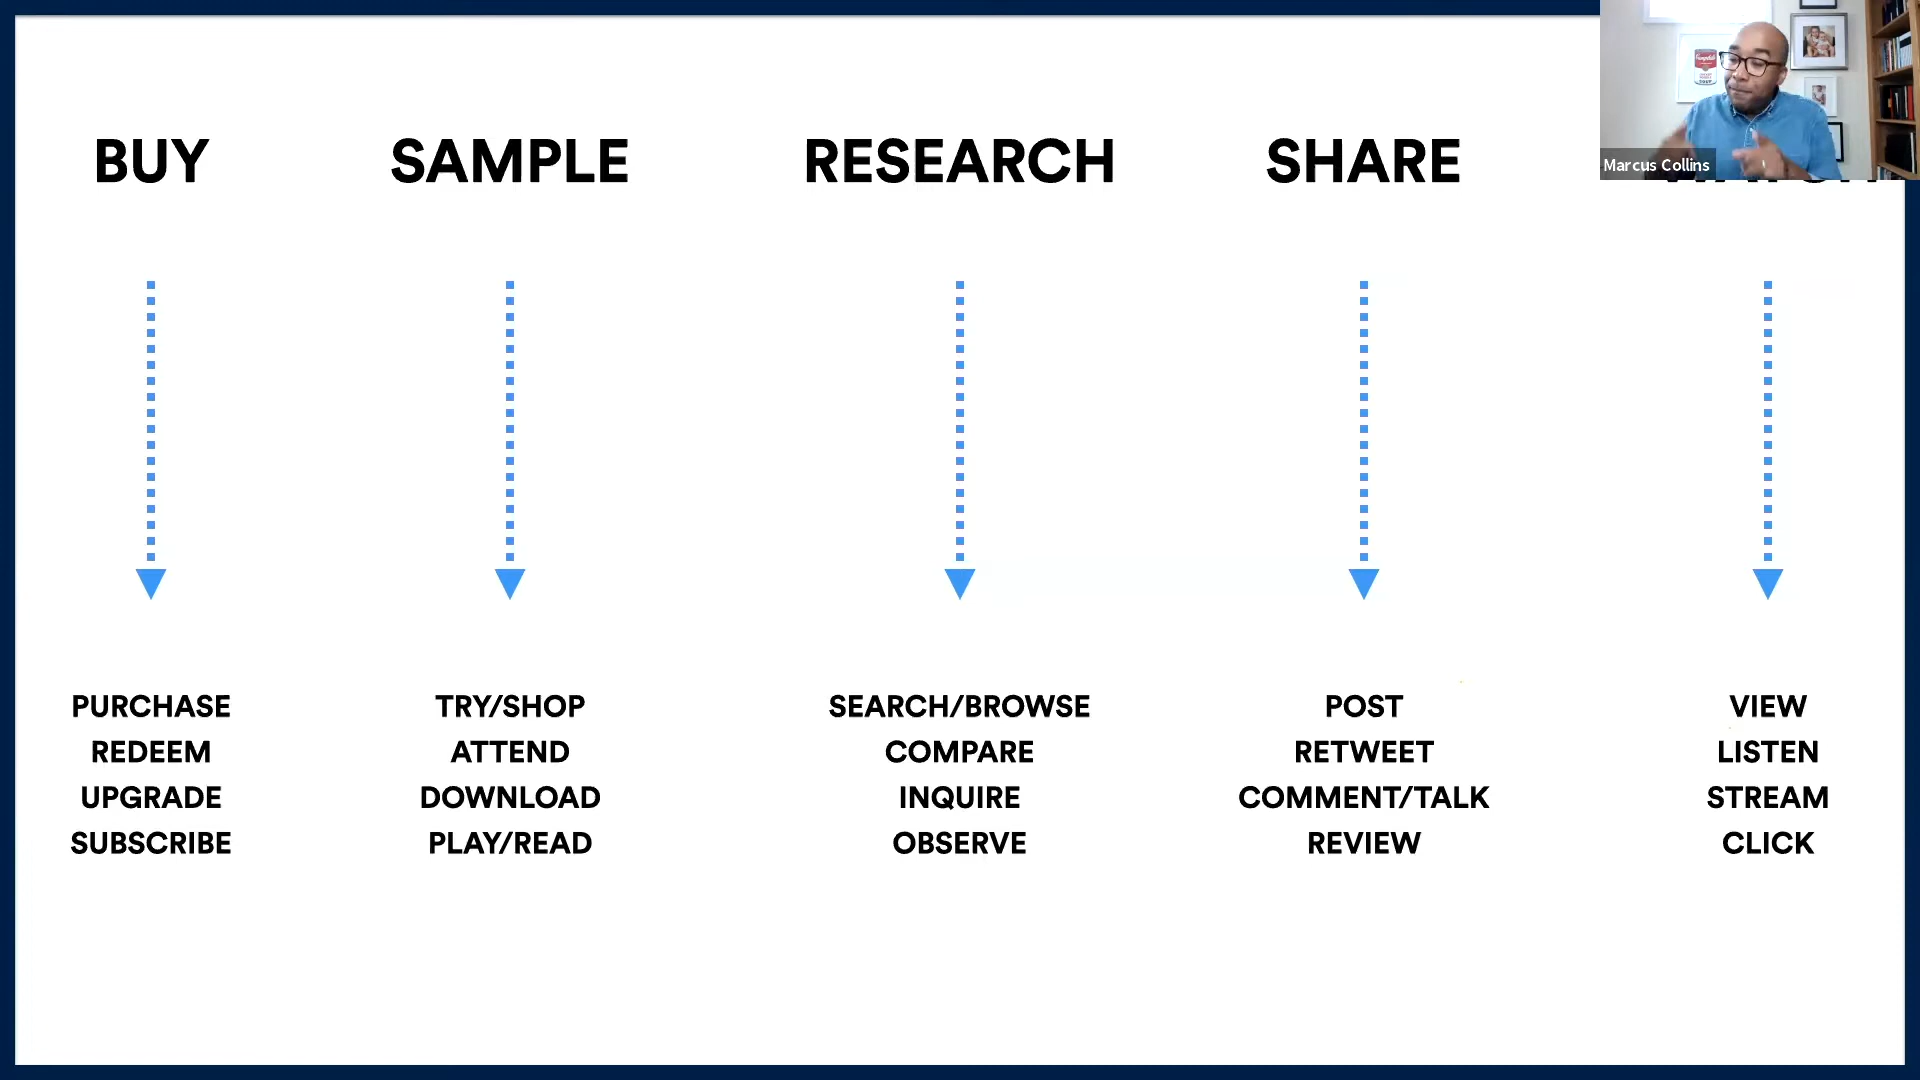 BUY
SAMPLE
RESEARCH
SHARE
Marcus Collins
PURCHASE
REDEEM
UPGRADE
SUBSCRIBE
TRY/SHOP
ATTEND
DOWNLOAD
PLAY/READ
SEARCH/BROWSE
COMPARE
INQUIRE
OBSERVE
POST
RETWEET
COMMENT/TALK
REVIEW
VIEW
LISTEN
STREAM
CLICK